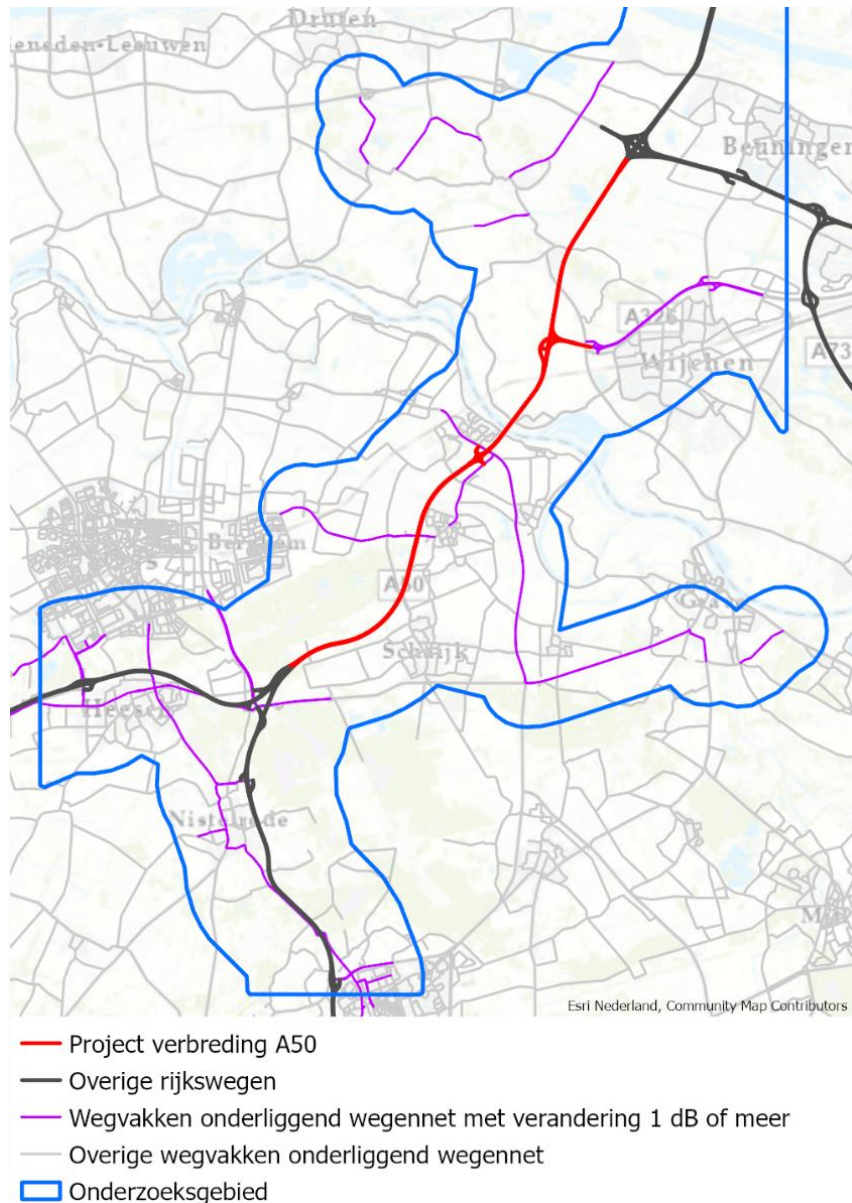 Druten
Beuningen
A326
Wijchen
A73
A50
Schaijk
Heesch
Nistelrode
Esri Nederland, Community Map Contributors
Project verbreding A50
Overige rijkswegen
Wegvakken onderliggend wegennet met verandering 1 dB of meer
Overige wegvakken onderliggend wegennet
Onderzoeksgebied